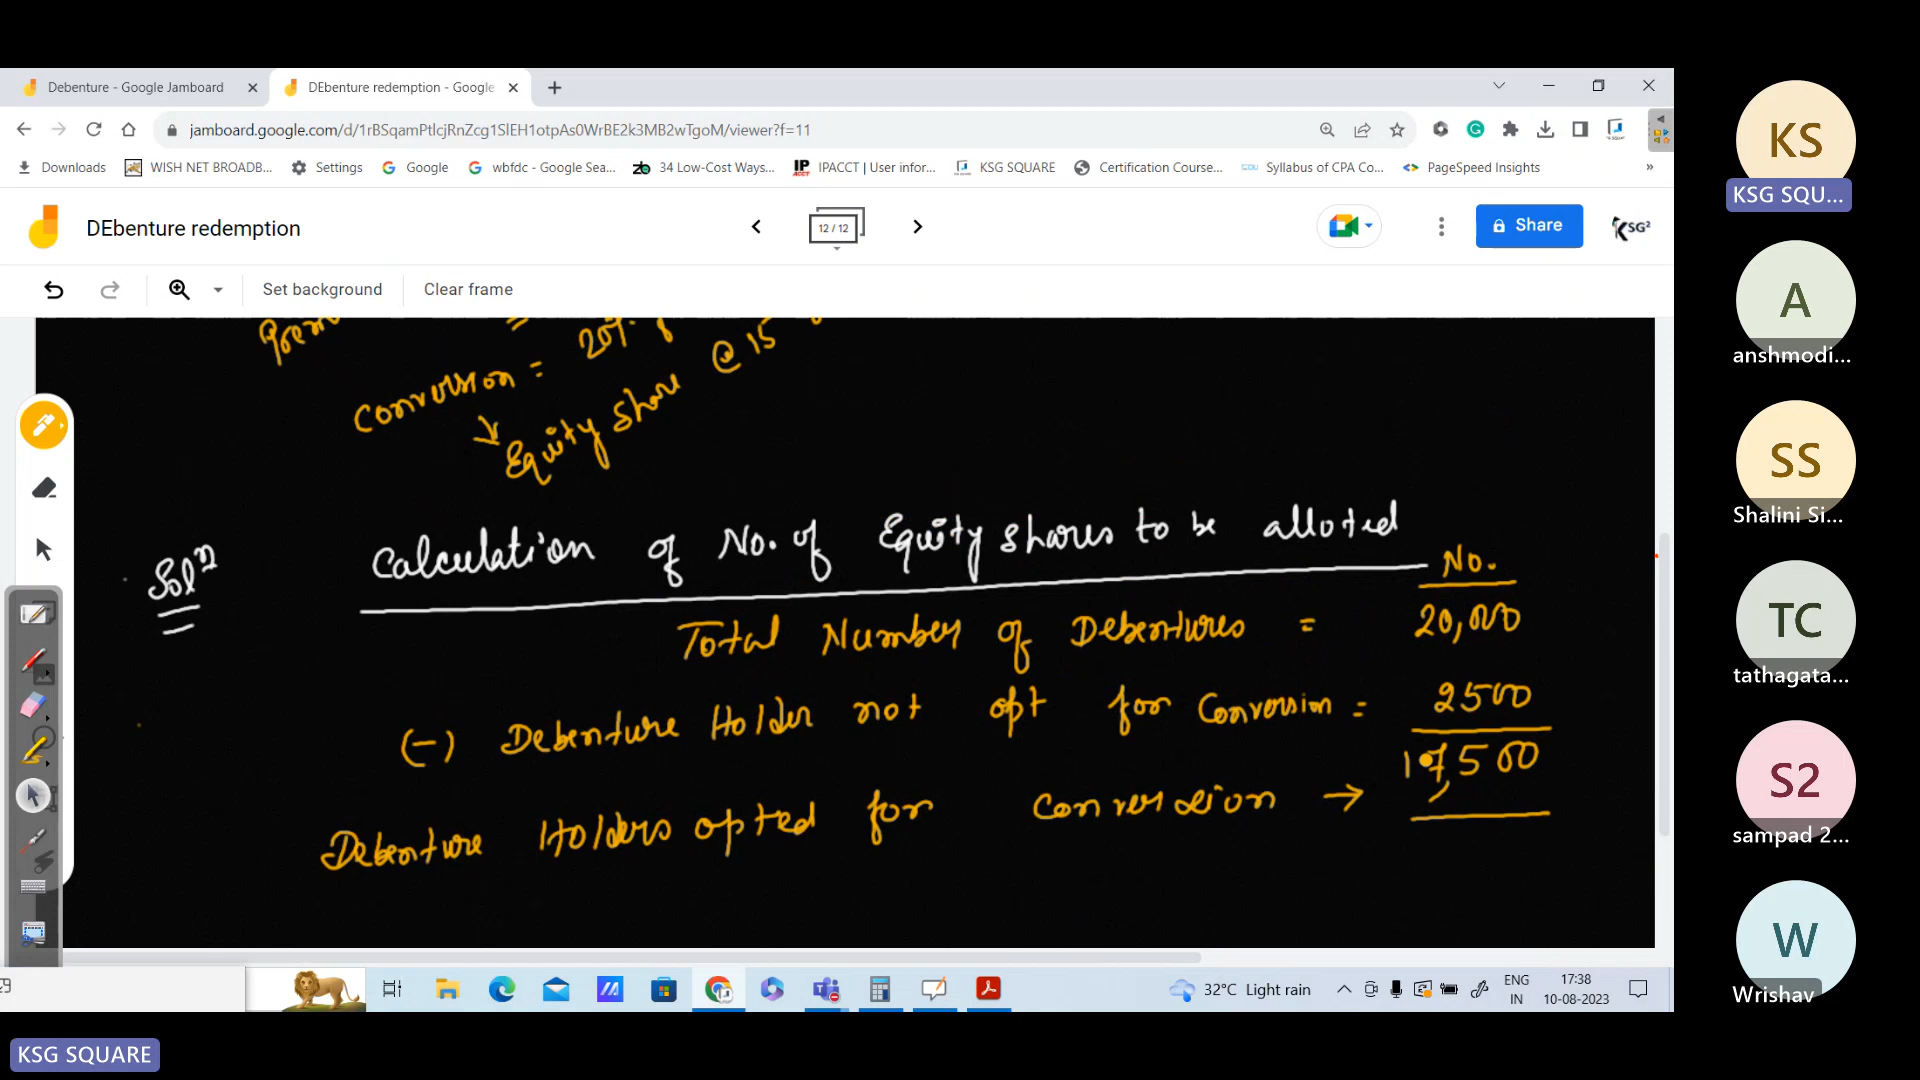 Debenture - Google Jamboard
DEbenture redemption - Google
jamboard.google.com/d/1rBSqamPtlcjRnZcg1SlEH1otpAs0WrBE2k3MB2wTgoM/viewer?f=11
Downloads WISH NET BROADB... Settings Google wbfdc - Google Sea... 34 Low-Cost Ways... IPACCT | User infor... KSG SQUARE Certification Course... Syllabus of CPA Co... PageSpeed Insights »
DEbenture redemption
12 / 12
Share
KSG²
Set background
Clear frame
Prem
Conversion = 20%
Equity share @ 15
Solⁿ
Calculation of No. of Equity shares to be alloted
No.
Total Number of Debentures = 20,000
(-) Debenture Holder not opt for Conversion = 2500
Debenture Holders opted for conversion → 17,500
KS
KSG SQU...
A
anshmodi...
SS
Shalini Si...
TC
tathagata...
S2
sampad 2...
W
Wrishav
32°C Light rain
ENG
IN
17:38
10-08-2023
KSG SQUARE